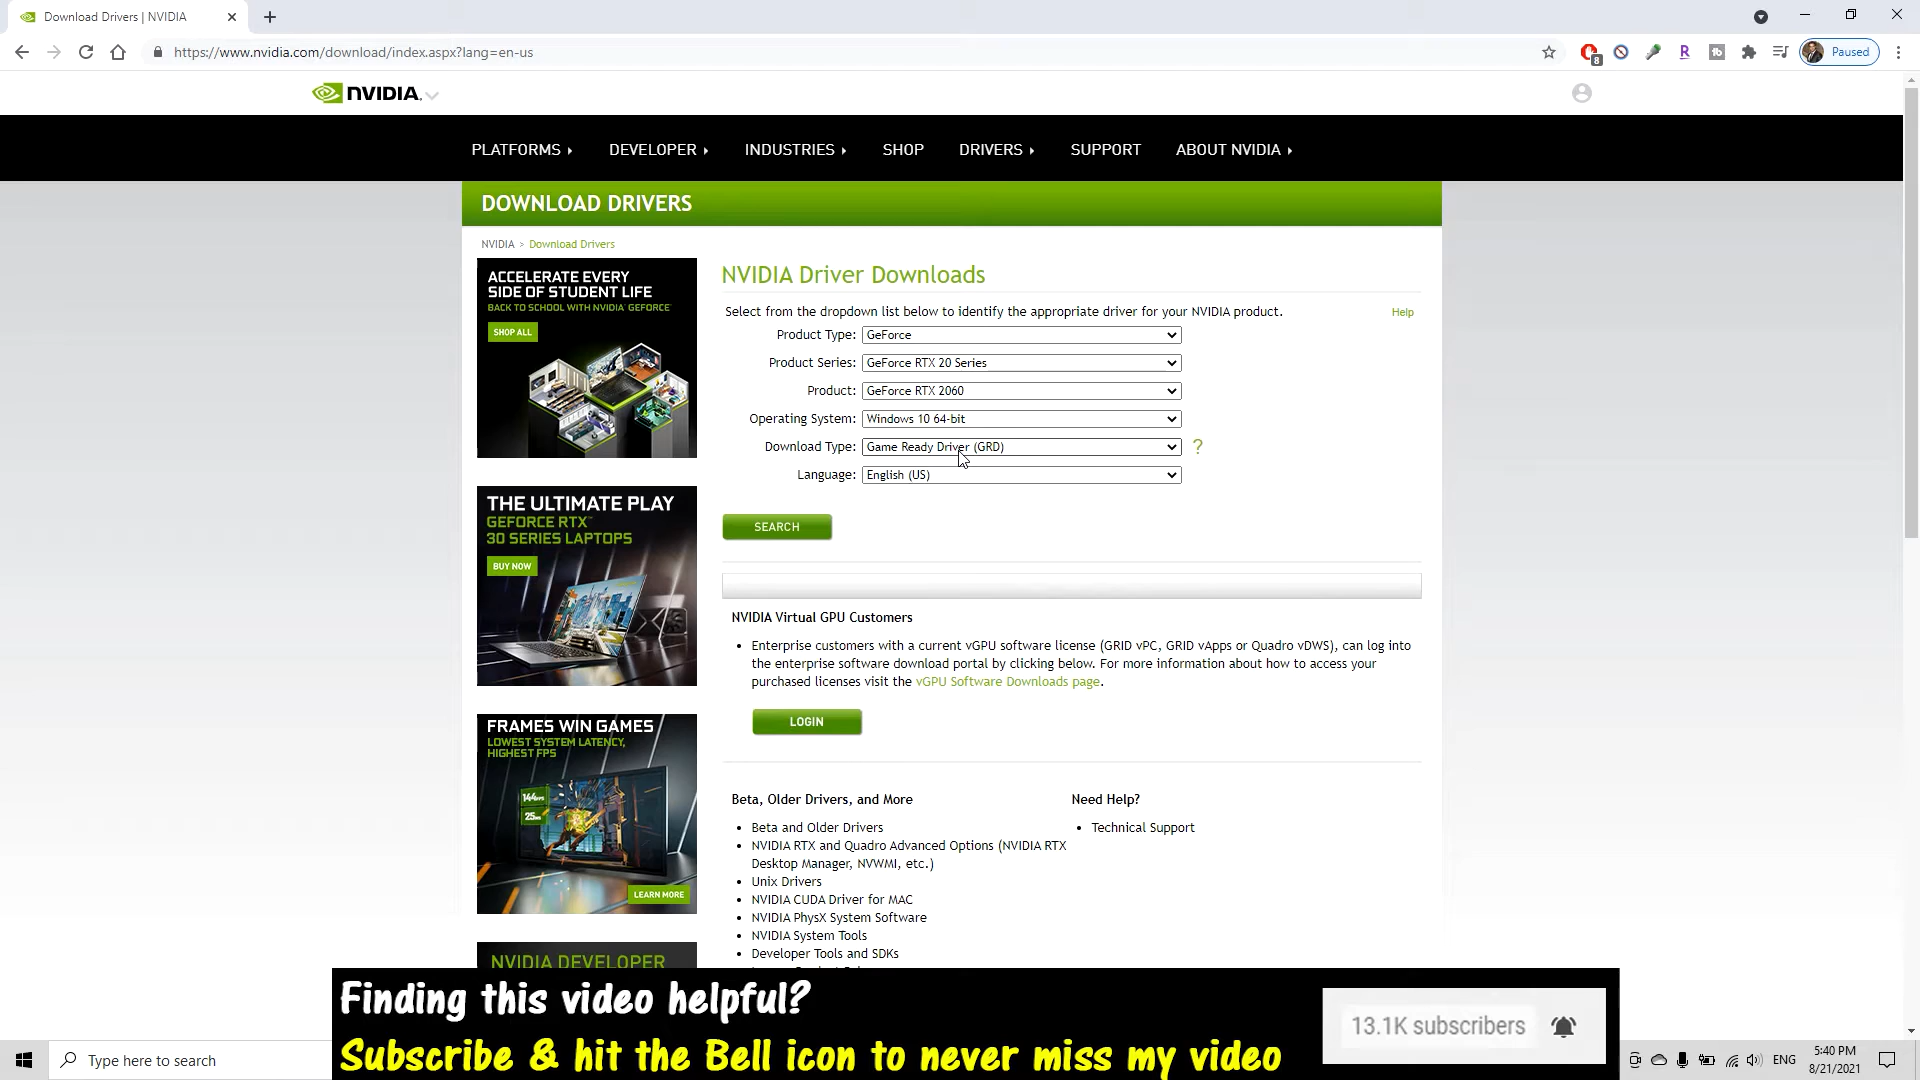 Download Drivers | NVIDIA
https://www.nvidia.com/download/index.aspx?lang=en-us
8
R
Paused
NVIDIA.
PLATFORMS
DEVELOPER
INDUSTRIES
SHOP
DRIVERS
SUPPORT
ABOUT NVIDIA
DOWNLOAD DRIVERS
NVIDIA > Download Drivers
ACCELERATE EVERY
SIDE OF STUDENT LIFE
BACK TO SCHOOL WITH NVIDIA GEFORCE
SHOP ALL
THE ULTIMATE PLAY
GEFORCE RTX™
30 SERIES LAPTOPS
BUY NOW
FRAMES WIN GAMES
LOWEST SYSTEM LATENCY,
HIGHEST FPS
144FPS
LEARN MORE
NVIDIA DEVELOPER
NVIDIA Driver Downloads
Select from the dropdown list below to identify the appropriate driver for your NVIDIA product.
Help
Product Type: GeForce
Product Series: GeForce RTX 20 Series
Product: GeForce RTX 2060
Operating System: Windows 10 64-bit
Download Type: Game Ready Driver (GRD) ?
Language: English (US)
SEARCH
NVIDIA Virtual GPU Customers
• Enterprise customers with a current vGPU software license (GRID vPC, GRID vApps or Quadro vDWS), can log into
the enterprise software download portal by clicking below. For more information about how to access your
purchased licenses visit the vGPU Software Downloads page.
LOGIN
Beta, Older Drivers, and More
• Beta and Older Drivers
• NVIDIA RTX and Quadro Advanced Options (NVIDIA RTX
Desktop Manager, NVWMI, etc.)
• Unix Drivers
• NVIDIA CUDA Driver for MAC
• NVIDIA PhysX System Software
• NVIDIA System Tools
• Developer Tools and SDKs
Need Help?
• Technical Support
Finding this video helpful?
Subscribe & hit the Bell icon to never miss my video
13.1K subscribers
Type here to search
ENG
5:40 PM
8/21/2021